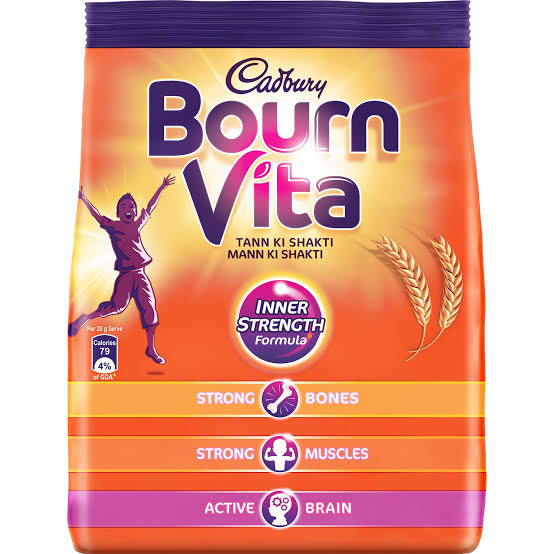 Cadbury
Bourn
Vita
TANN KI SHAKTI
MANN KI SHAKTI
INNER
STRENGTH
Formula
Per 20 g Serve
Calories
79
4%
of GDA*
STRONG BONES
STRONG MUSCLES
ACTIVE BRAIN